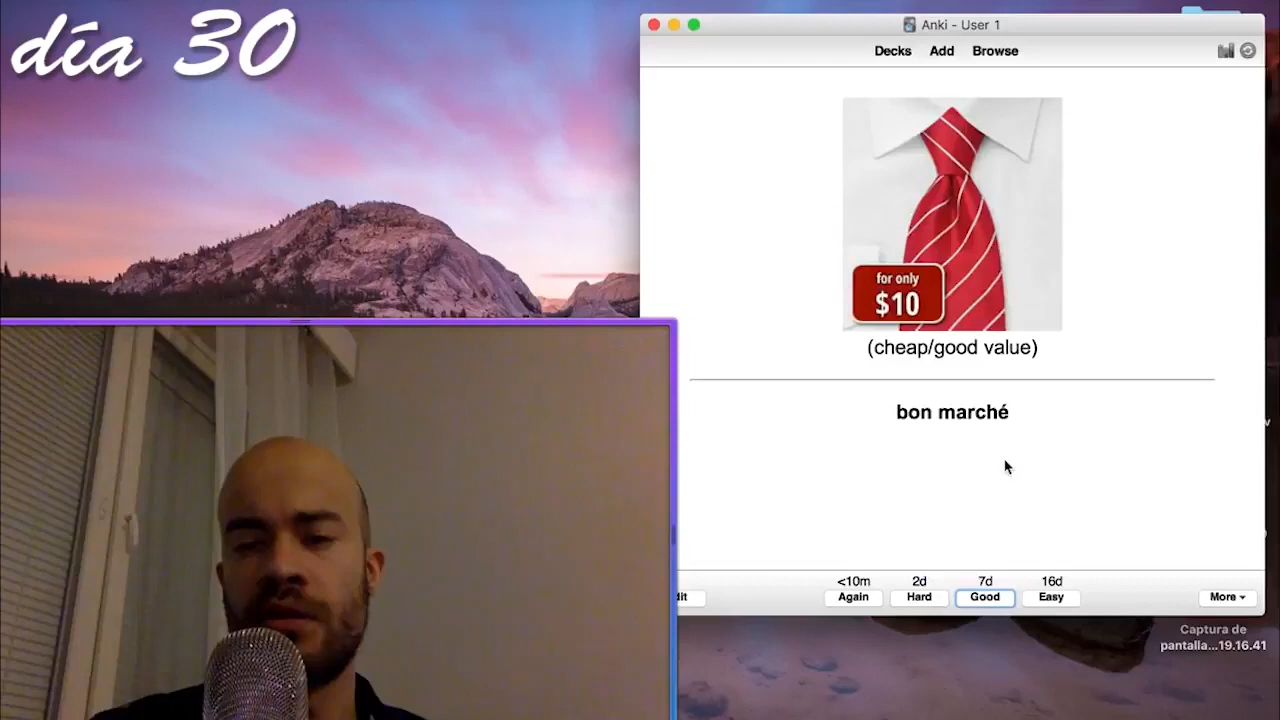 día 30
Anki - User 1
Decks Add Browse
for only
$10
(cheap/good value)
bon marché
<10m 2d 7d 16d
dit Again Hard Good Easy More
Captura de
pantalla...19.16.41